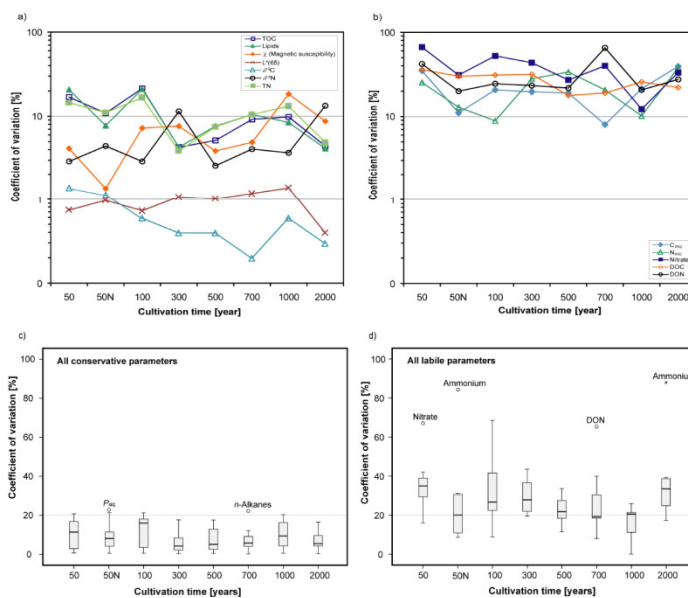 a)
Coefficient of variation [%]
100
10
1
0
TOC
Lipids
χ (Magnetic suscepibility)
L*(65)
TN
50 50N 100 300 500 700 1000 2000
Cultivation time [year]
b)
Coefficient of variation [%]
100
10
1
0
Nitrate
DOC
DON
50 50N 100 300 500 700 1000 2000
Cultivation time [year]
c)
All conservative parameters
Coefficient of variation [%]
100
80
60
40
20
0
Paq
n-Alkanes
50 50N 100 300 500 700 1000 2000
Cultivation time [years]
d)
All labile parameters
Coefficient of variation [%]
100
80
60
40
20
0
Nitrate
Ammonium
DON
Ammoniu
50 50N 100 300 500 700 1000 2000
Cultivation time [years]